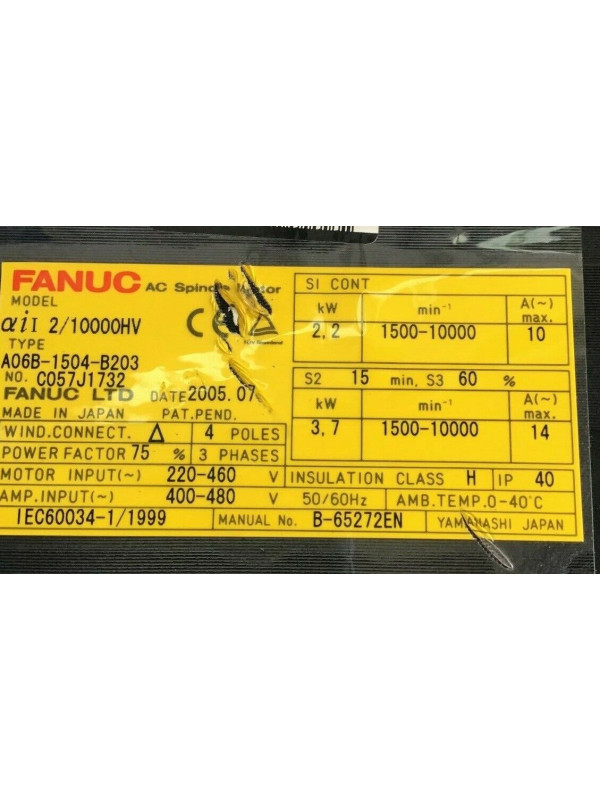 FANUC AC Spindle Motor
MODEL
αiI 2/10000HV
TYPE
A06B-1504-B203
NO. C057J1732
FANUC LTD DATE 2005.07
MADE IN JAPAN PAT.PEND.
WIND.CONNECT. Δ 4 POLES
POWER FACTOR 75 % 3 PHASES
CE TÜV Rheinland
SI CONT
kW min⁻¹ A(~) max.
2,2 1500-10000 10
S2 15 min, S3 60 %
kW min⁻¹ A(~) max.
3,7 1500-10000 14
MOTOR INPUT(~) 220-460 V INSULATION CLASS H IP 40
AMP.INPUT(~) 400-480 V 50/60Hz AMB.TEMP.0-40℃
IEC60034-1/1999 MANUAL No. B-65272EN YAMANASHI JAPAN